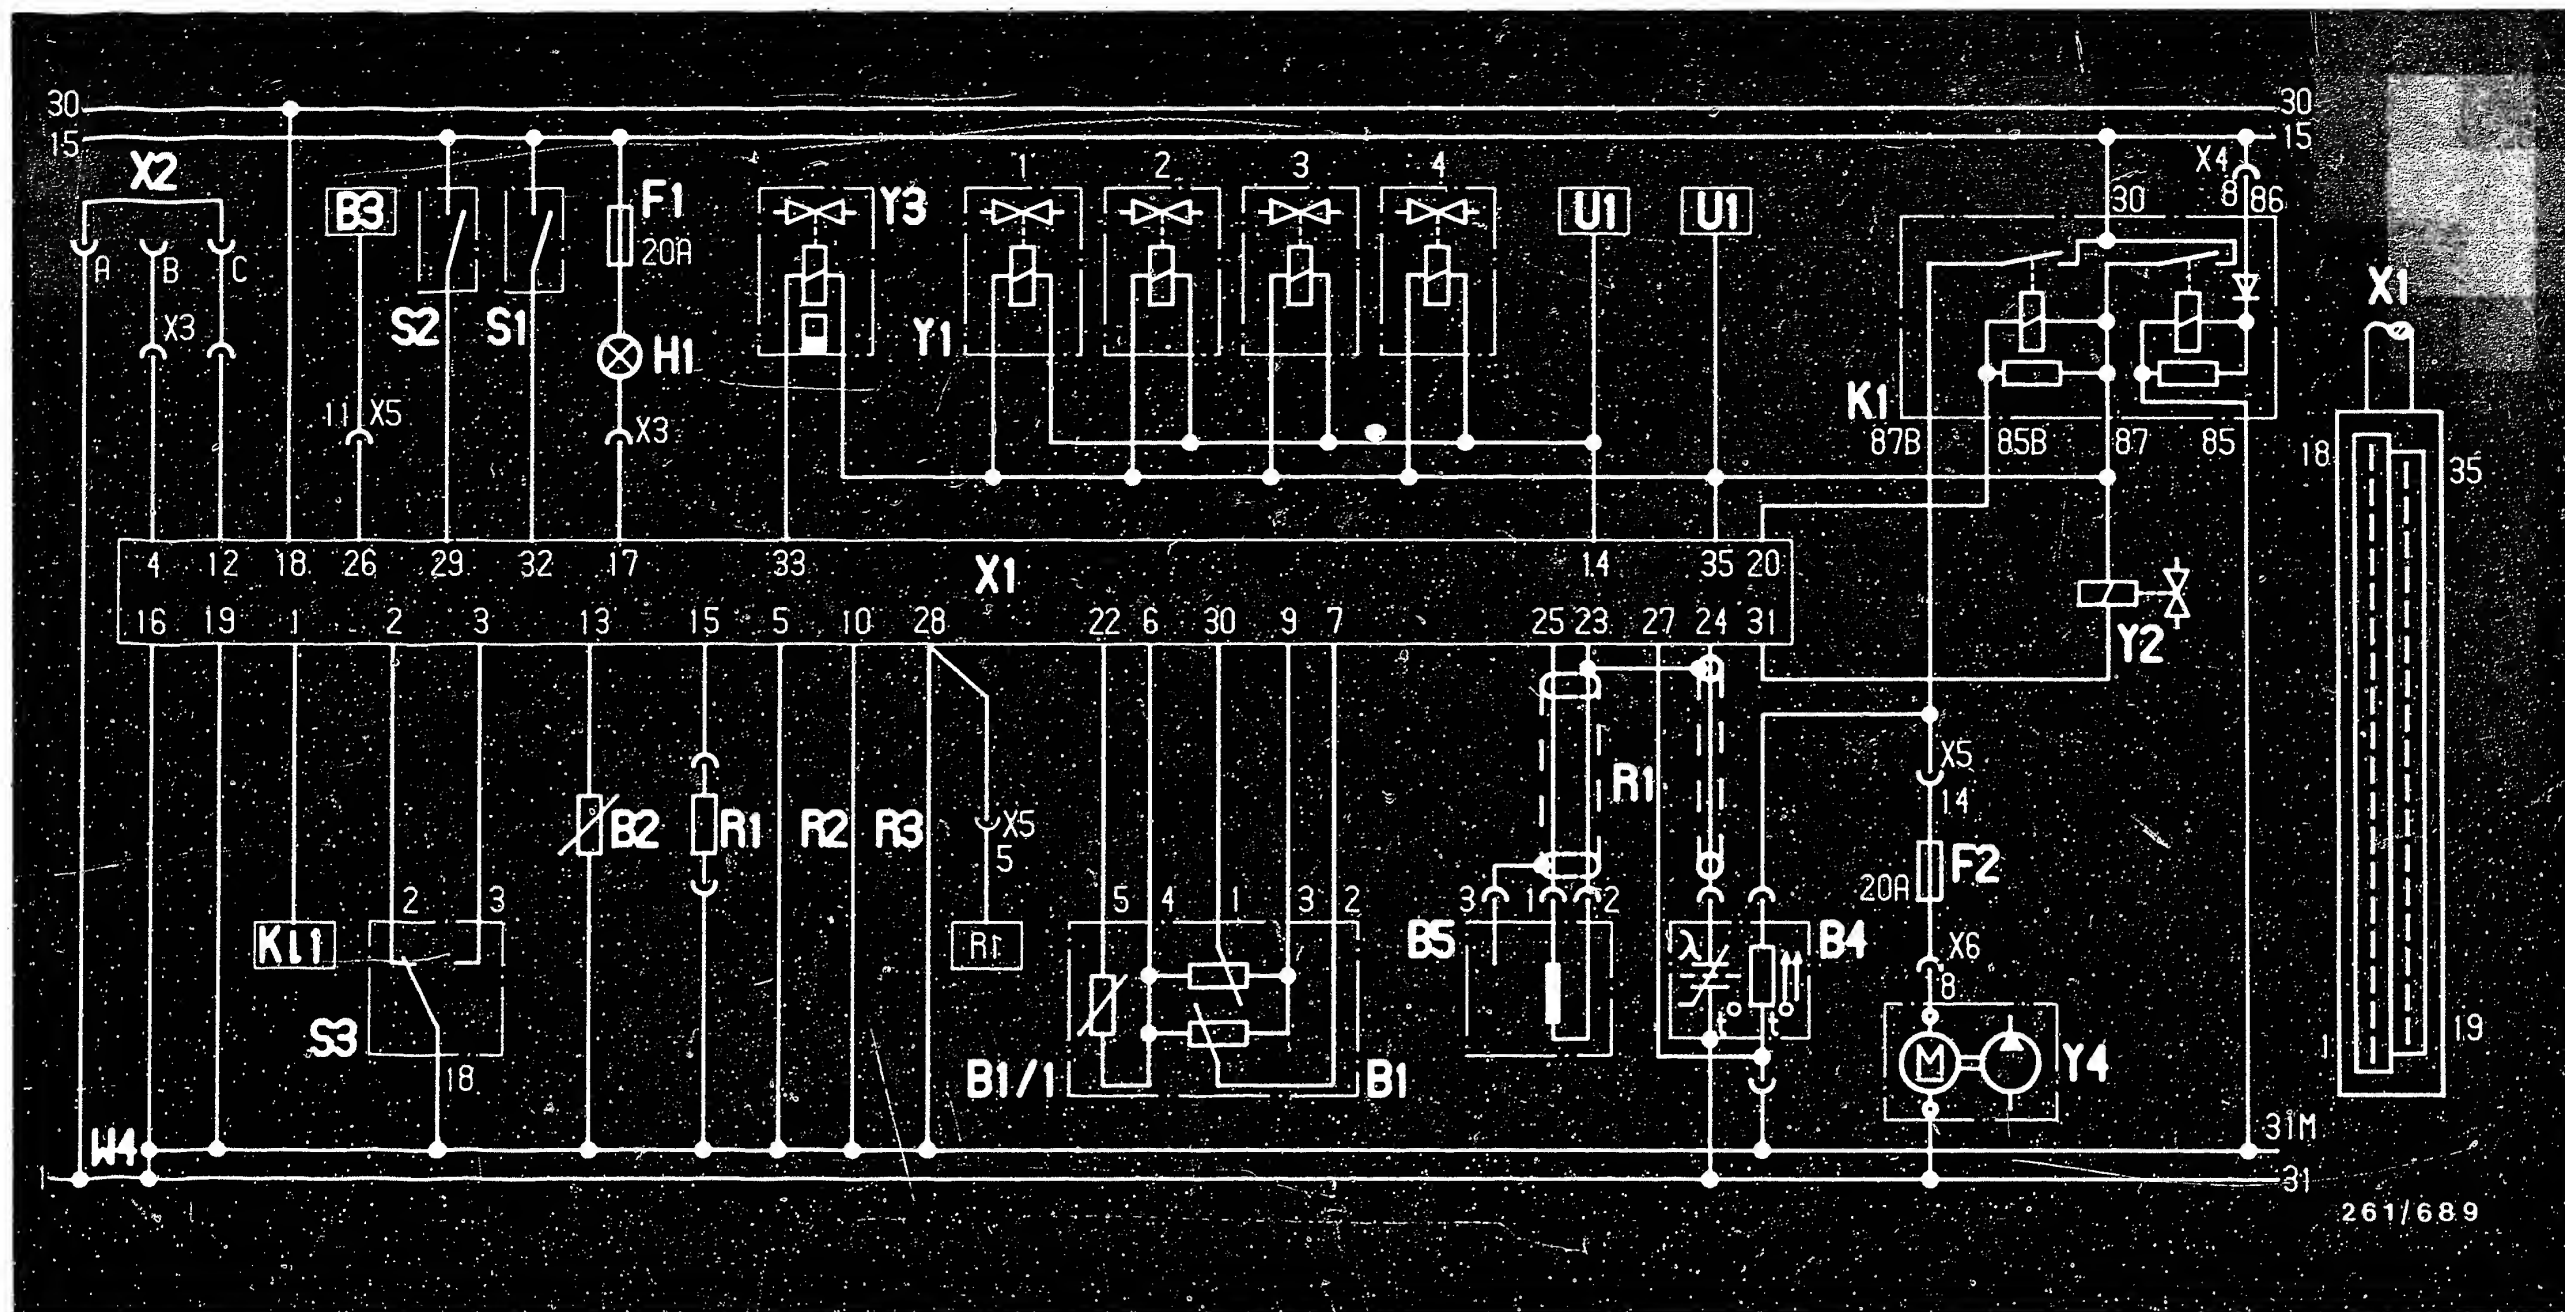 30 30
15 15
X2 X4
B3 F1 Y3 1 2 3 4 U1 U1 8 86
20A 30
A B C
X3 S2 S1 H1 Y1 X1
11 X5 X3 K1
87B 85B 87 85 18 35
4 12 18 26 29 32 17 33 X1 14 35 20
16 19 1 2 3 13 15 5 10 28 22 6 30 9 7 25 23 27 24 31 Y2
X5
R1 14
B2 R1 R2 R3 X5
5 F2
20A
2 3 5 4 1 3 2 3 1 2
K11 R1 B5 λ B4 X6
8
S3 t° t° 1 19
18 B1/1 B1 M Y4
W4 31M
31
261/689